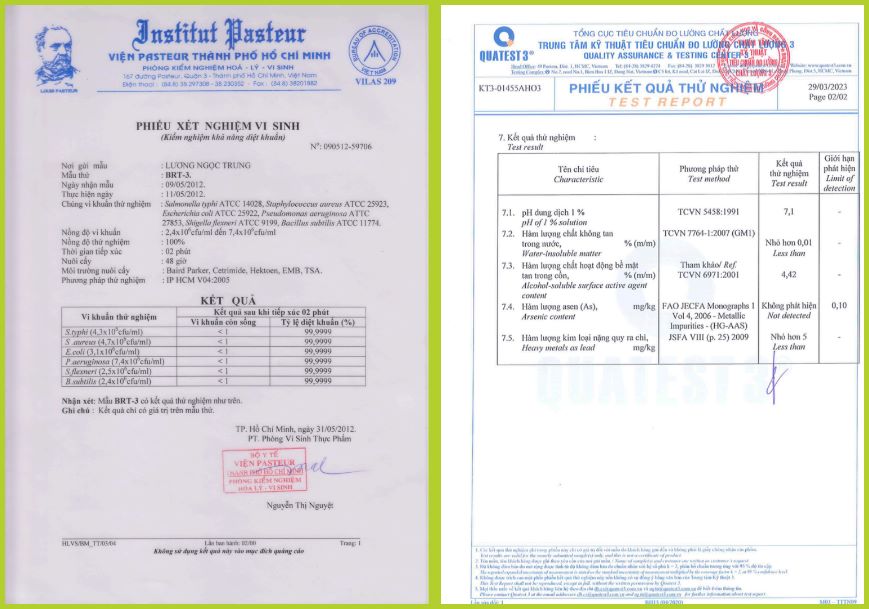 Institut Pasteur
VIỆN PASTEUR THÀNH PHỐ HỒ CHÍ MINH
PHÒNG KIỂM NGHIỆM HOÁ - LÝ - VI SINH
167 đường Pasteur, Quận 3 - Thành phố Hồ Chí Minh, Việt Nam
Điện thoại : (84.8) 38 297308 - 38 230352 - Fax : (84.8) 38201882
LOUIS PASTEUR
BUREAU OF ACCREDITATION
VIETNAM
VILAS 209
PHIẾU XÉT NGHIỆM VI SINH
(Kiểm nghiệm khả năng diệt khuẩn)
N°: 090512-59706
Nơi gửi mẫu : LƯƠNG NGỌC TRUNG
Mẫu thử : BRT-3.
Ngày nhận mẫu : 09/05/2012.
Thực hiện ngày : 11/05/2012.
Chủng vi khuẩn thử nghiệm : Salmonella typhi ATCC 14028, Staphylococcus aureus ATCC 25923,
Escherichia coli ATCC 25922, Pseudomonas aeruginosa ATTC
27853, Shigella flexneri ATCC 9199, Bacillus subtilis ATCC 11774.
Nồng độ vi khuẩn : 2,4x10⁶cfu/ml đến 7,4x10⁶cfu/ml
Nồng độ thử nghiệm : 100%
Thời gian tiếp xúc : 02 phút
Nuôi cấy : 48 giờ
Môi trường nuôi cấy : Baird Parker, Cetrimide, Hektoen, EMB, TSA.
Phương pháp thử nghiệm : IP HCM V04:2005
KẾT QUẢ
Vi khuẩn thử nghiệm Kết quả sau khi tiếp xúc 02 phút
Vi khuẩn còn sống Tỷ lệ diệt khuẩn (%)
S.typhi (4,3x10⁶cfu/ml) < 1 99,9999
S .aureus (4,7x10⁶cfu/ml) < 1 99,9999
E.coli (3,1x10⁶cfu/ml) < 1 99,9999
P.aeruginosa (7,4x10⁶cfu/ml) < 1 99,9999
S.flexneri (2,5x10⁶cfu/ml) < 1 99,9999
B.subtilis (2,4x10⁶cfu/ml) < 1 99,9999
Nhận xét: Mẫu BRT-3 có kết quả thử nghiệm như trên.
Ghi chú : Kết quả chỉ có giá trị trên mẫu thử.
TP. Hồ Chí Minh, ngày 31/05/2012.
PT. Phòng Vi Sinh Thực Phẩm
BỘ Y TẾ
VIỆN PASTEUR
THÀNH PHỐ HỒ CHÍ MINH
PHÒNG KIỂM NGHIỆM
HOÁ LÝ - VI SINH
Nguyễn Thị Nguyệt
HLVS/BM_TT/03/04 Lần ban hành: 02/00 Trang: 1
Không sử dụng kết quả này vào mục đích quảng cáo
QUATEST 3®
TỔNG CỤC TIÊU CHUẨN ĐO LƯỜNG CHẤT LƯỢNG
TRUNG TÂM KỸ THUẬT TIÊU CHUẨN ĐO LƯỜNG CHẤT LƯỢNG 3
QUALITY ASSURANCE & TESTING CENTER 3
KT3-01455AHO3
PHIẾU KẾT QUẢ THỬ NGHIỆM
TEST REPORT
29/03/2023
Page 02/02
7. Kết quả thử nghiệm :
Test result
Tên chỉ tiêu
Characteristic
Phương pháp thử
Test method
Kết quả
thử nghiệm
Test result
Giới hạn
phát hiện
Limit of
detection
7.1. pH dung dịch 1 % TCVN 5458:1991 7,1 -
pH of 1 % solution
7.2. Hàm lượng chất không tan TCVN 7764-1:2007 (GM1)
trong nước, % (m/m) Nhỏ hơn 0,01 -
Water-insoluble matter Less than
7.3. Hàm lượng chất hoạt động bề mặt Tham khảo/ Ref.
tan trong cồn, % (m/m) TCVN 6971:2001 4,42 -
Alcohol-soluble surface active agent
content
7.4. Hàm lượng asen (As), mg/kg FAO JECFA Monographs 1 Không phát hiện 0,10
Arsenic content Vol 4, 2006 - Metallic Not detected
Impurities - (HG-AAS)
7.5. Hàm lượng kim loại nặng quy ra chì, JSFA VIII (p. 25) 2009 Nhỏ hơn 5 -
Heavy metals as lead mg/kg Less than
QUATEST 3